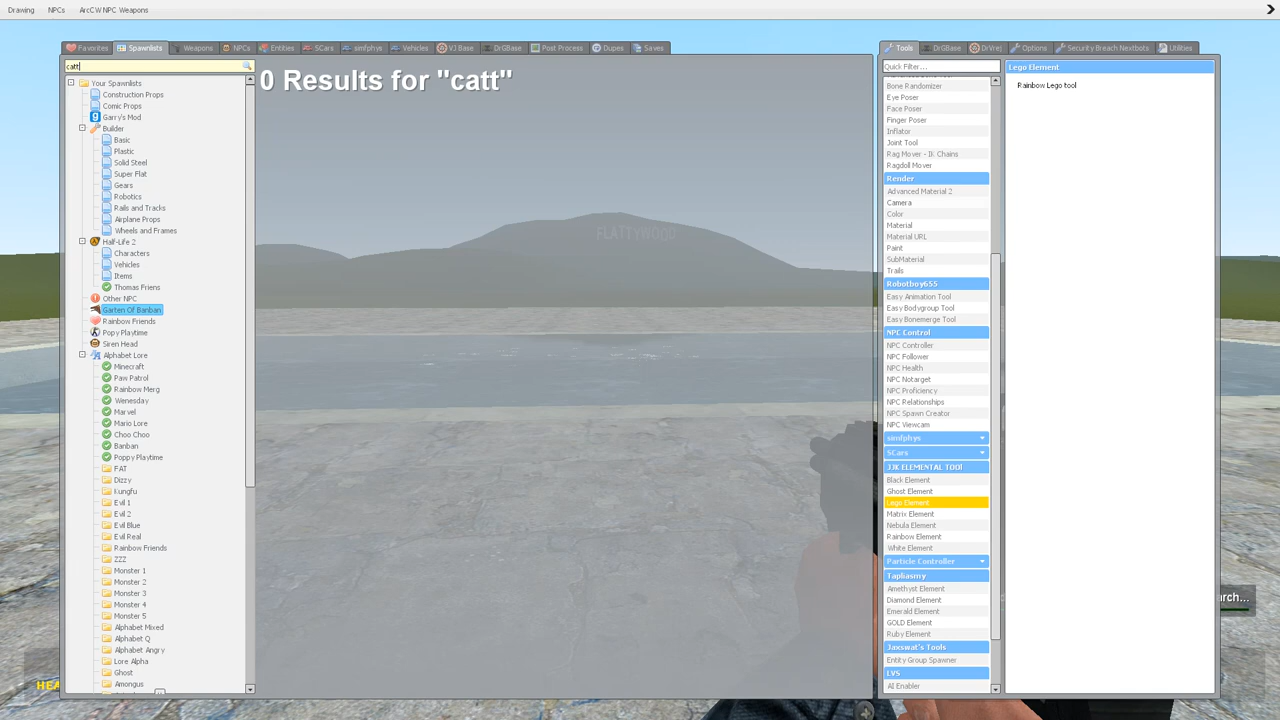 Drawing NPCs ArcCW NPC Weapons
Favorites Spawnlists Weapons NPCs Entities SCars simfphys Vehicles VJ Base DrGBase Post Process Dupes Saves
catt
0 Results for "catt"
Your Spawnlists
Construction Props
Comic Props
Garry's Mod
Builder
Basic
Plastic
Solid Steel
Super Flat
Gears
Robotics
Rails and Tracks
Airplane Props
Wheels and Frames
Half-Life 2
Characters
Vehicles
Items
Thomas Friens
Other NPC
Garten Of Banban
Rainbow Friends
Popy Playtime
Siren Head
Alphabet Lore
Minecraft
Paw Patrol
Rainbow Merg
Wenesday
Marvel
Mario Lore
Choo Choo
Banban
Poppy Playtime
FAT
Dizzy
Kungfu
Evil 1
Evil 2
Evil Blue
Evil Real
Rainbow Friends
ZZZ
Monster 1
Monster 2
Monster 3
Monster 4
Monster 5
Alphabet Mixed
Alphabet Q
Alphabet Angry
Lore Alpha
Ghost
Amongus
FLATTYWOOD
Tools DrGBase DrVrej Options Security Breach Nextbots Utilities
Quick Filter...
Bone Randomizer
Eye Poser
Face Poser
Finger Poser
Inflator
Joint Tool
Rag Mover - IK Chains
Ragdoll Mover
Render
Advanced Material 2
Camera
Color
Material
Material URL
Paint
SubMaterial
Trails
Robotboy655
Easy Animation Tool
Easy Bodygroup Tool
Easy Bonemerge Tool
NPC Control
NPC Controller
NPC Follower
NPC Health
NPC Notarget
NPC Proficiency
NPC Relationships
NPC Spawn Creator
NPC Viewcam
simfphys
SCars
JJK ELEMENTAL TOOl
Black Element
Ghost Element
Lego Element
Matrix Element
Nebula Element
Rainbow Element
White Element
Particle Controller
Tapliasmy
Amethyst Element
Diamond Element
Emerald Element
GOLD Element
Ruby Element
Jaxswat's Tools
Entity Group Spawner
LVS
AI Enabler
Lego Element
Rainbow Lego tool
urch...
HEA